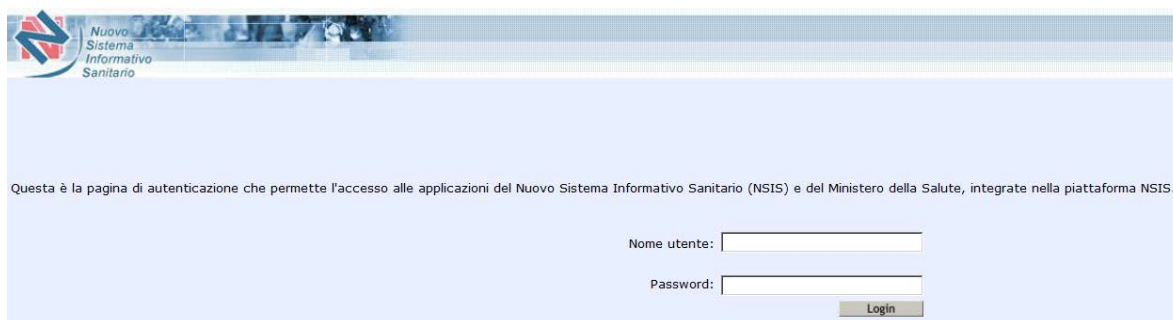 Nuovo
Sistema
Informativo
Sanitario
Questa è la pagina di autenticazione che permette l'accesso alle applicazioni del Nuovo Sistema Informativo Sanitario (NSIS) e del Ministero della Salute, integrate nella piattaforma NSIS.
Nome utente:
Password:
Login